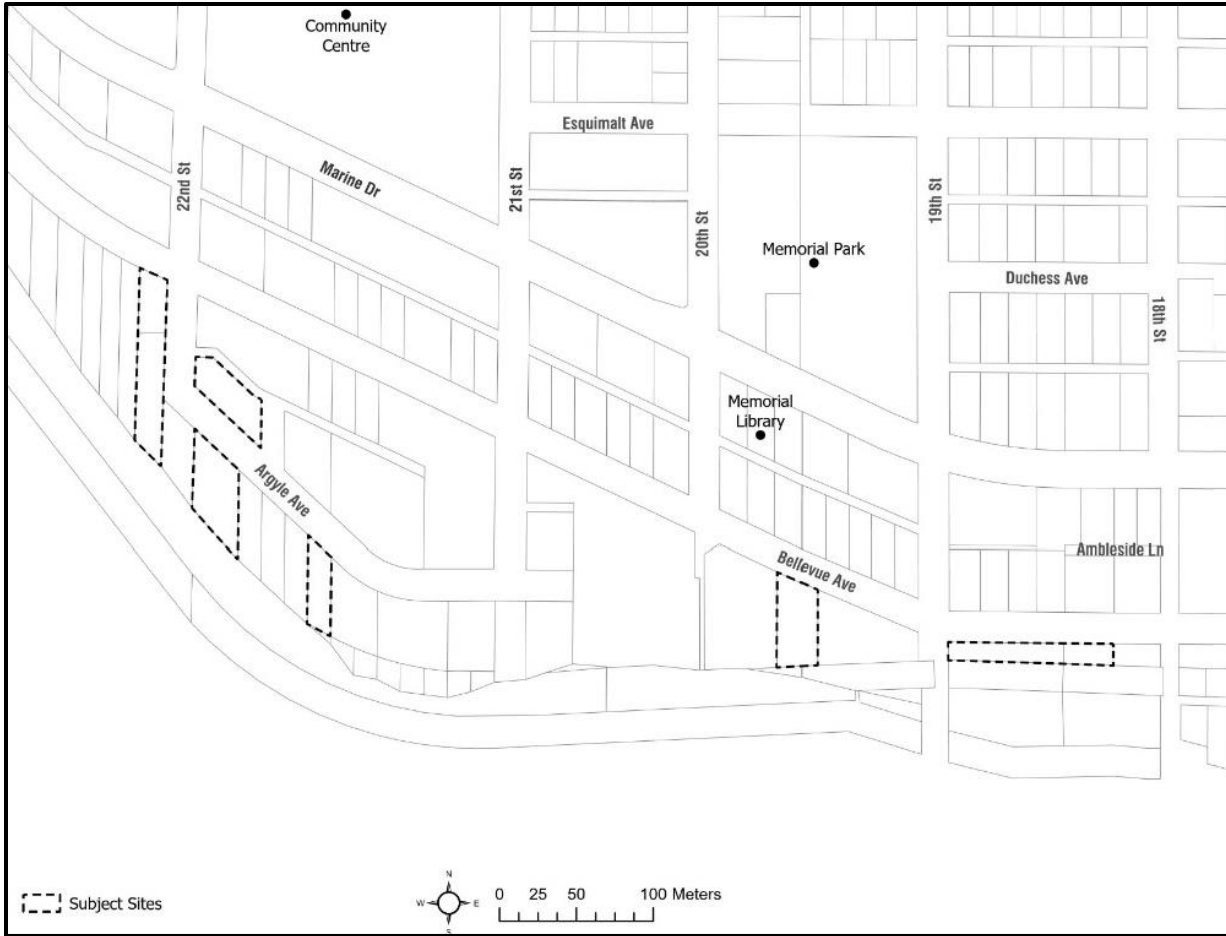 Community
Centre
Esquimalt Ave
Marine Dr
22nd St
21st St
20th St
19th St
Memorial Park
Duchess Ave
18th St
Memorial
Library
Argyle Ave
Bellevue Ave
Ambleside Ln
Subject Sites
N
W
E
S
0 25 50 100 Meters